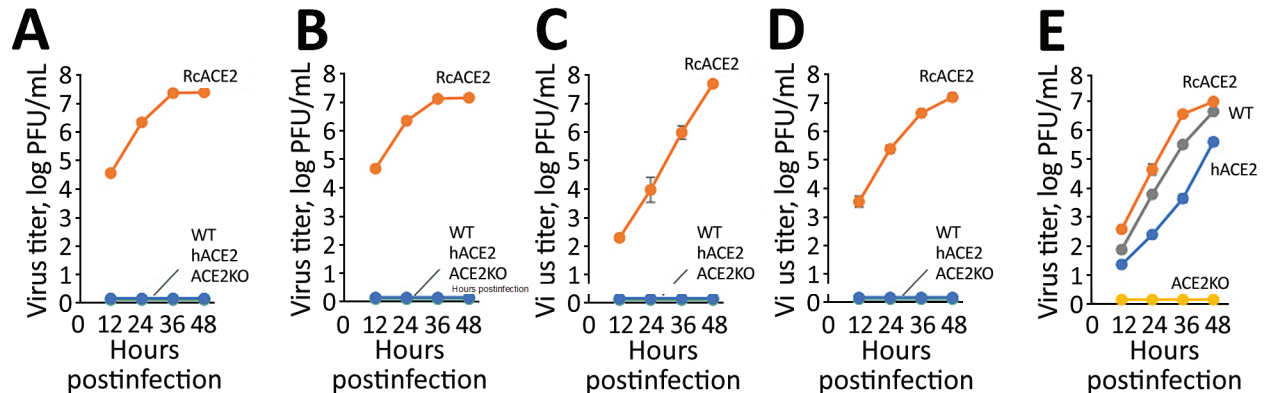 A
Virus titer, log PFU/mL
8
7
6
5
4
3
2
1
0
RcACE2
WT
hACE2
ACE2KO
0 12 24 36 48
Hours
postinfection
B
Virus titer, log PFU/mL
8
7
6
5
4
3
2
1
0
RcACE2
WT
hACE2
ACE2KO
Hours postinfection
0 12 24 36 48
Hours
postinfection
C
Vi us titer, log PFU/mL
8
7
6
5
4
3
2
1
0
RcACE2
WT
hACE2
ACE2KO
0 12 24 36 48
Hours
postinfection
D
Vi us titer, log PFU/mL
8
7
6
5
4
3
2
1
0
RcACE2
WT
hACE2
ACE2KO
0 12 24 36 48
Hours
postinfection
E
Virus titer, log PFU/mL
8
7
6
5
4
3
2
1
0
RcACE2
WT
hACE2
ACE2KO
0 12 24 36 48
Hours
postinfection